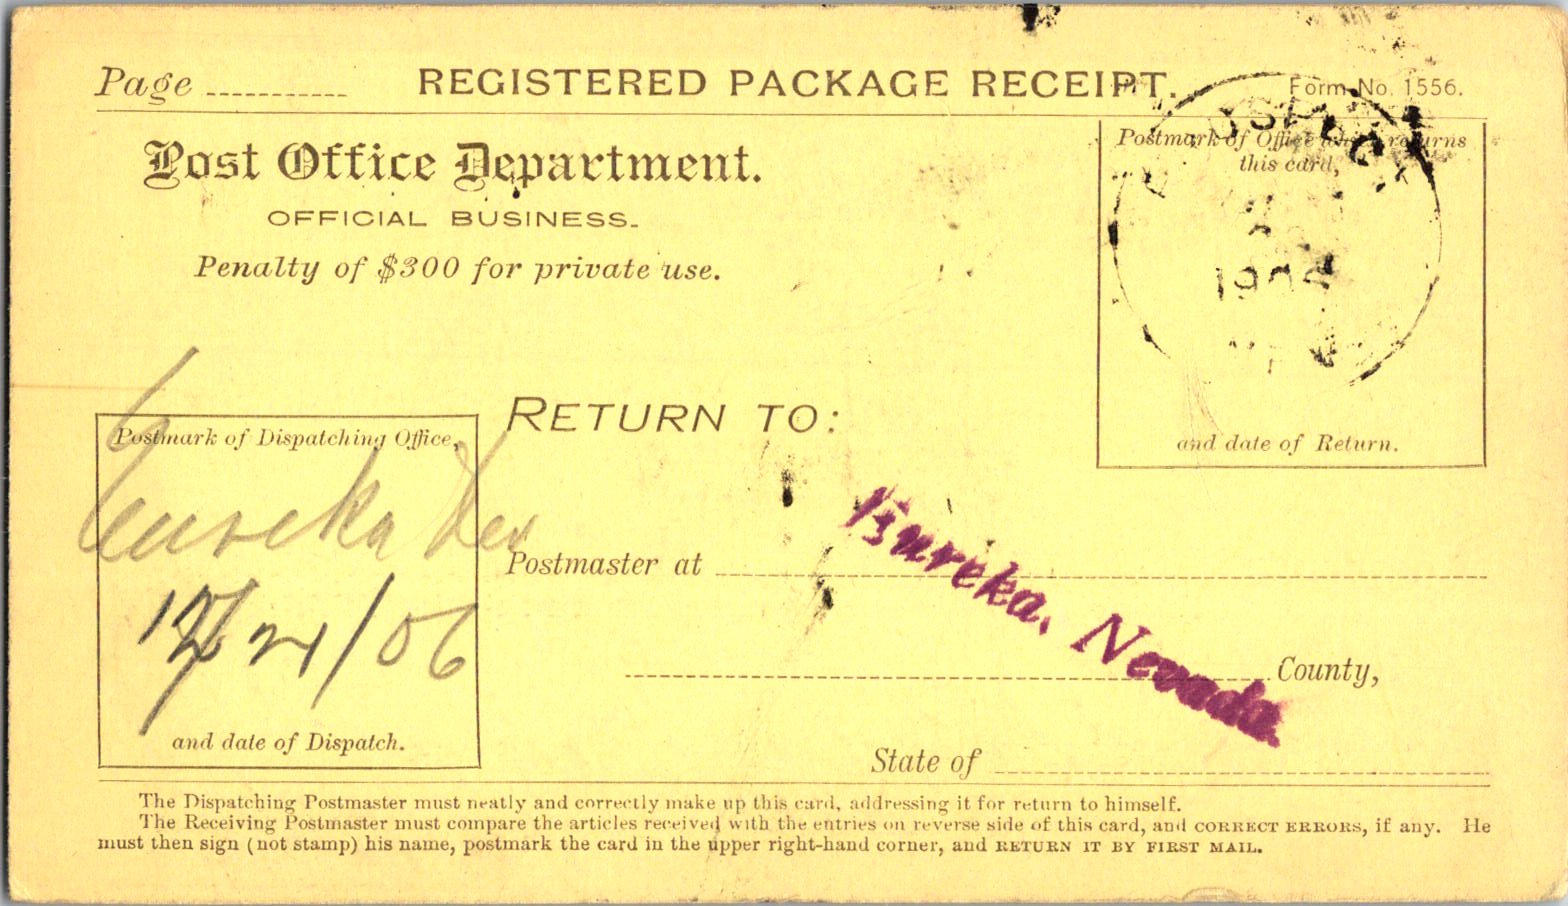 Page REGISTERED PACKAGE RECEIPT. Form No. 1556.
Post Office Department.
OFFICIAL BUSINESS.
Penalty of $300 for private use.
Postmark of Office which returns
this card,
190
and date of Return.
RETURN TO:
Postmark of Dispatching Office,
Eureka Nev
12/21/06
and date of Dispatch.
Postmaster at
Eureka, Nevada.
County,
State of
The Dispatching Postmaster must neatly and correctly make up this card, addressing it for return to himself.
The Receiving Postmaster must compare the articles received with the entries on reverse side of this card, and CORRECT ERRORS, if any. He
must then sign (not stamp) his name, postmark the card in the upper right-hand corner, and RETURN IT BY FIRST MAIL.